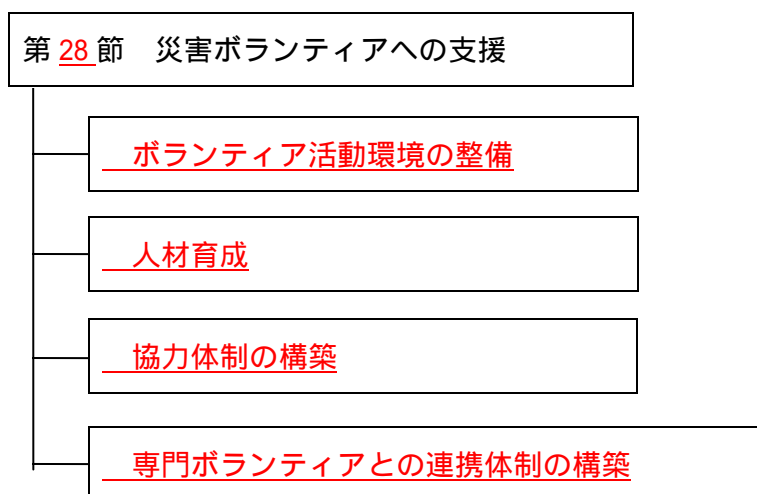 第 28 節　災害ボランティアへの支援
ボランティア活動環境の整備
人材育成
協力体制の構築
専門ボランティアとの連携体制の構築